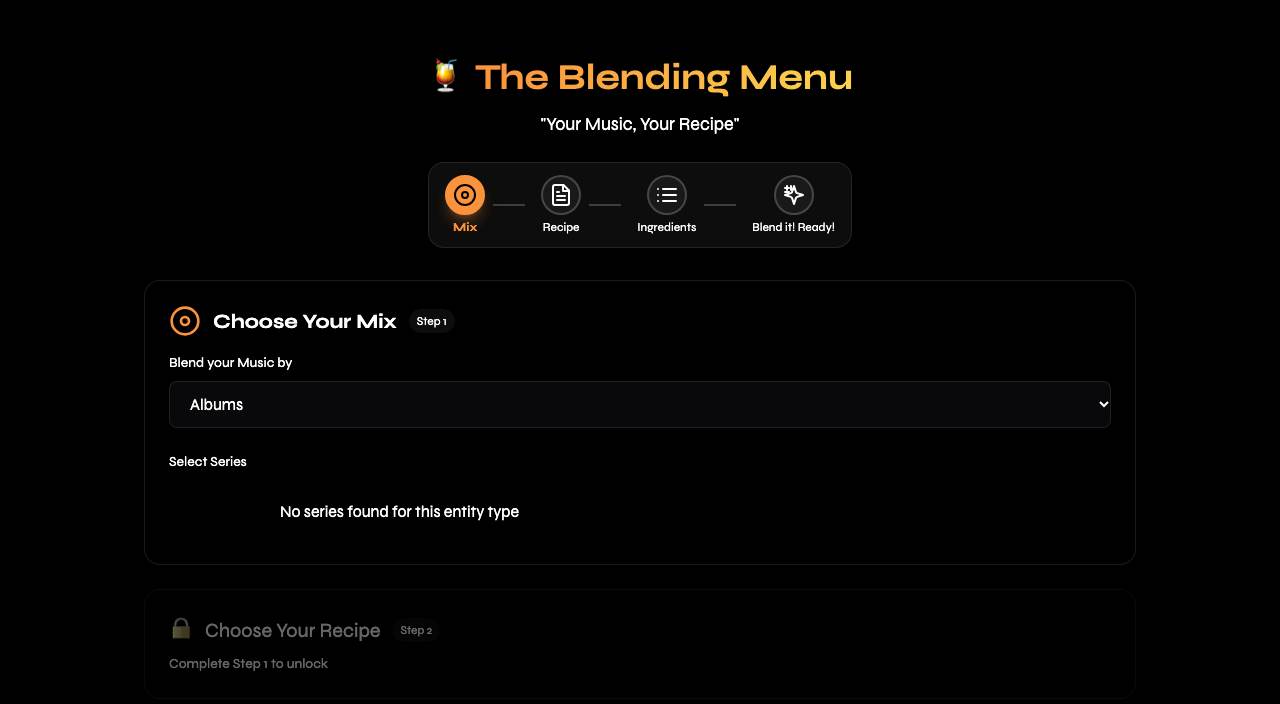 The Blending Menu
"Your Music, Your Recipe"
Mix
Recipe
Ingredients
Blend it! Ready!
Choose Your Mix
Step 1
Blend your Music by
Albums
Select Series
No series found for this entity type
Choose Your Recipe
Step 2
Complete Step 1 to unlock